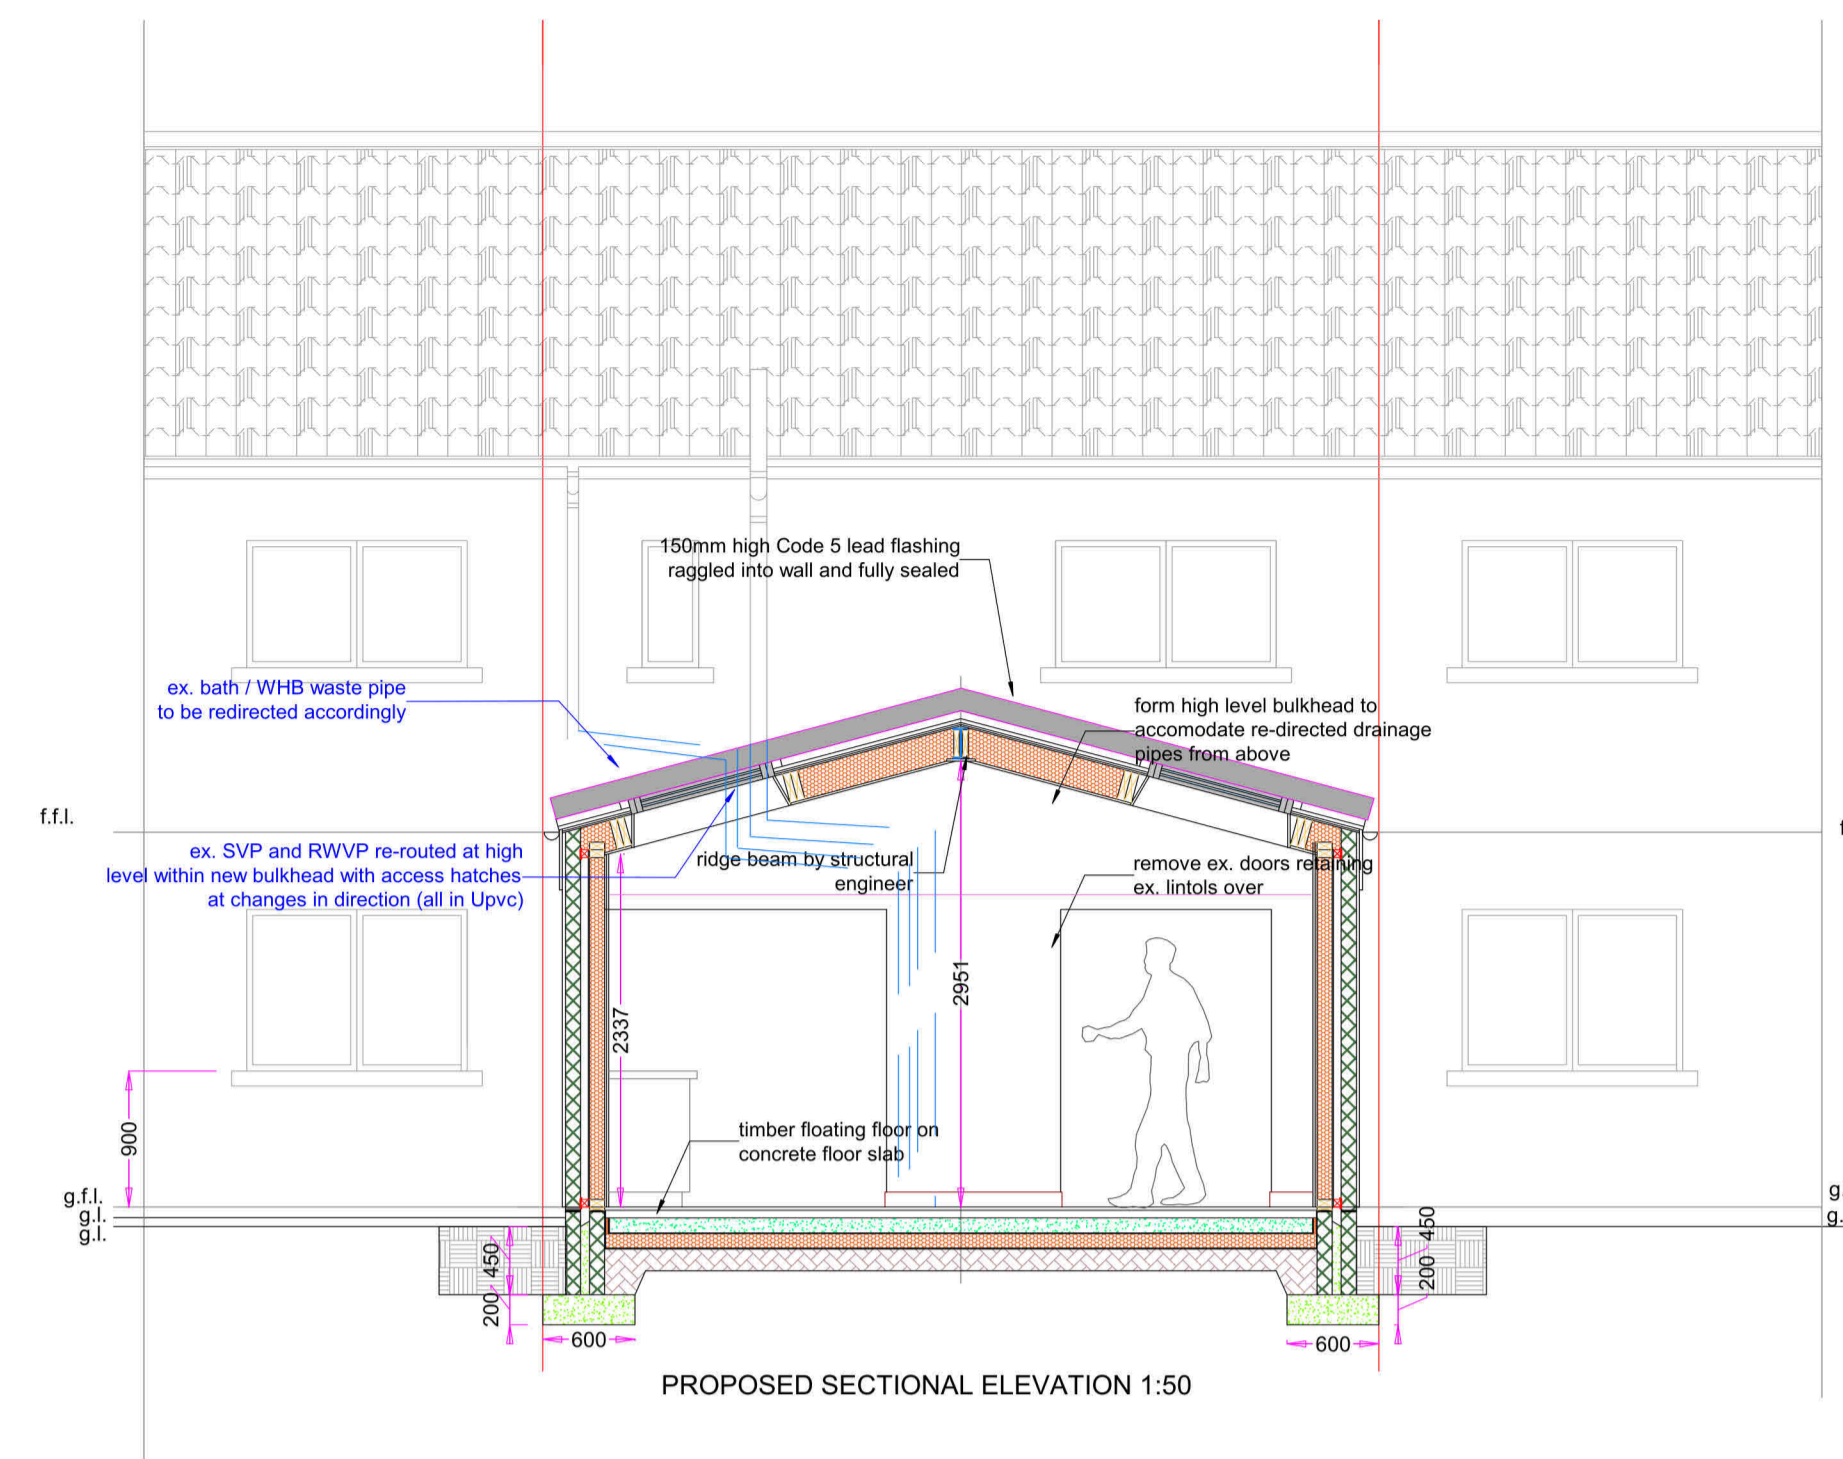 150mm high Code 5 lead flashing
raggled into wall and fully sealed
ex. bath / WHB waste pipe
to be redirected accordingly
form high level bulkhead to
accomodate re-directed drainage
pipes from above
f.f.l.
f
ex. SVP and RWVP re-routed at high
level within new bulkhead with access hatches
at changes in direction (all in Upvc)
ridge beam by structural
engineer
remove ex. doors retaining
ex. lintols over
2337
2951
900
timber floating floor on
concrete floor slab
g.f.l.
g.l.
g.l.
g.
g.
450
200
600
450
200
600
PROPOSED SECTIONAL ELEVATION 1:50